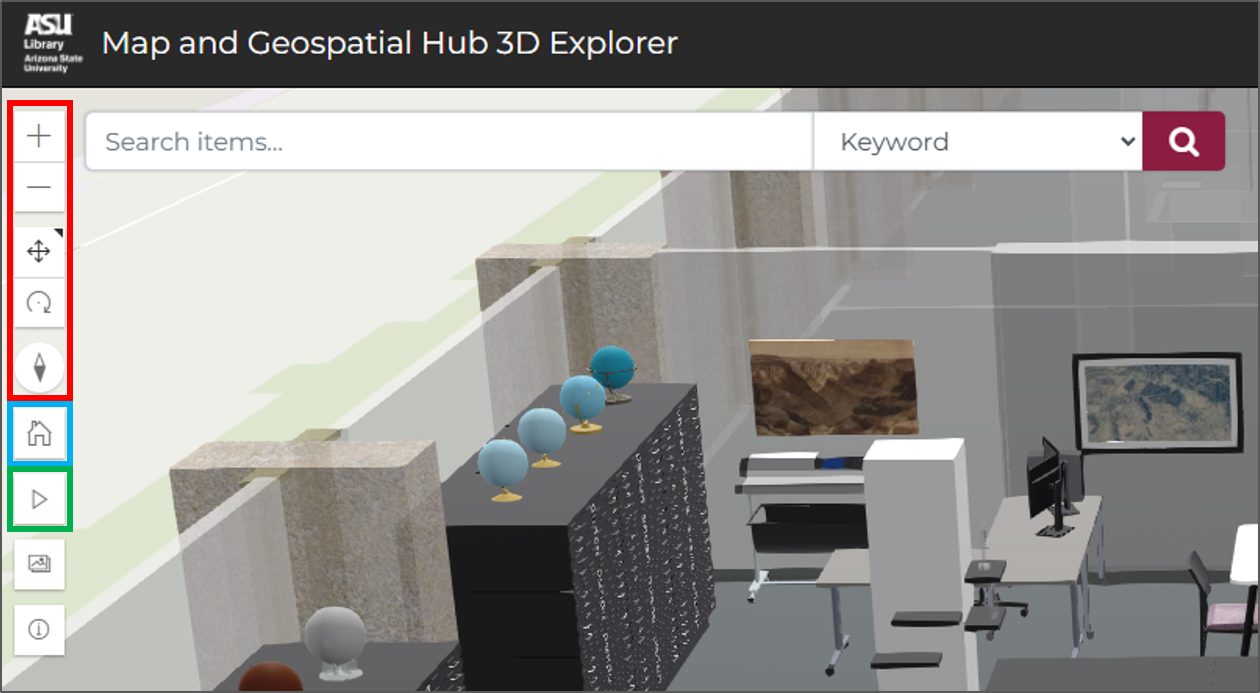 ASU
Library
Arizona State
University
Map and Geospatial Hub 3D Explorer
Search items...
Keyword